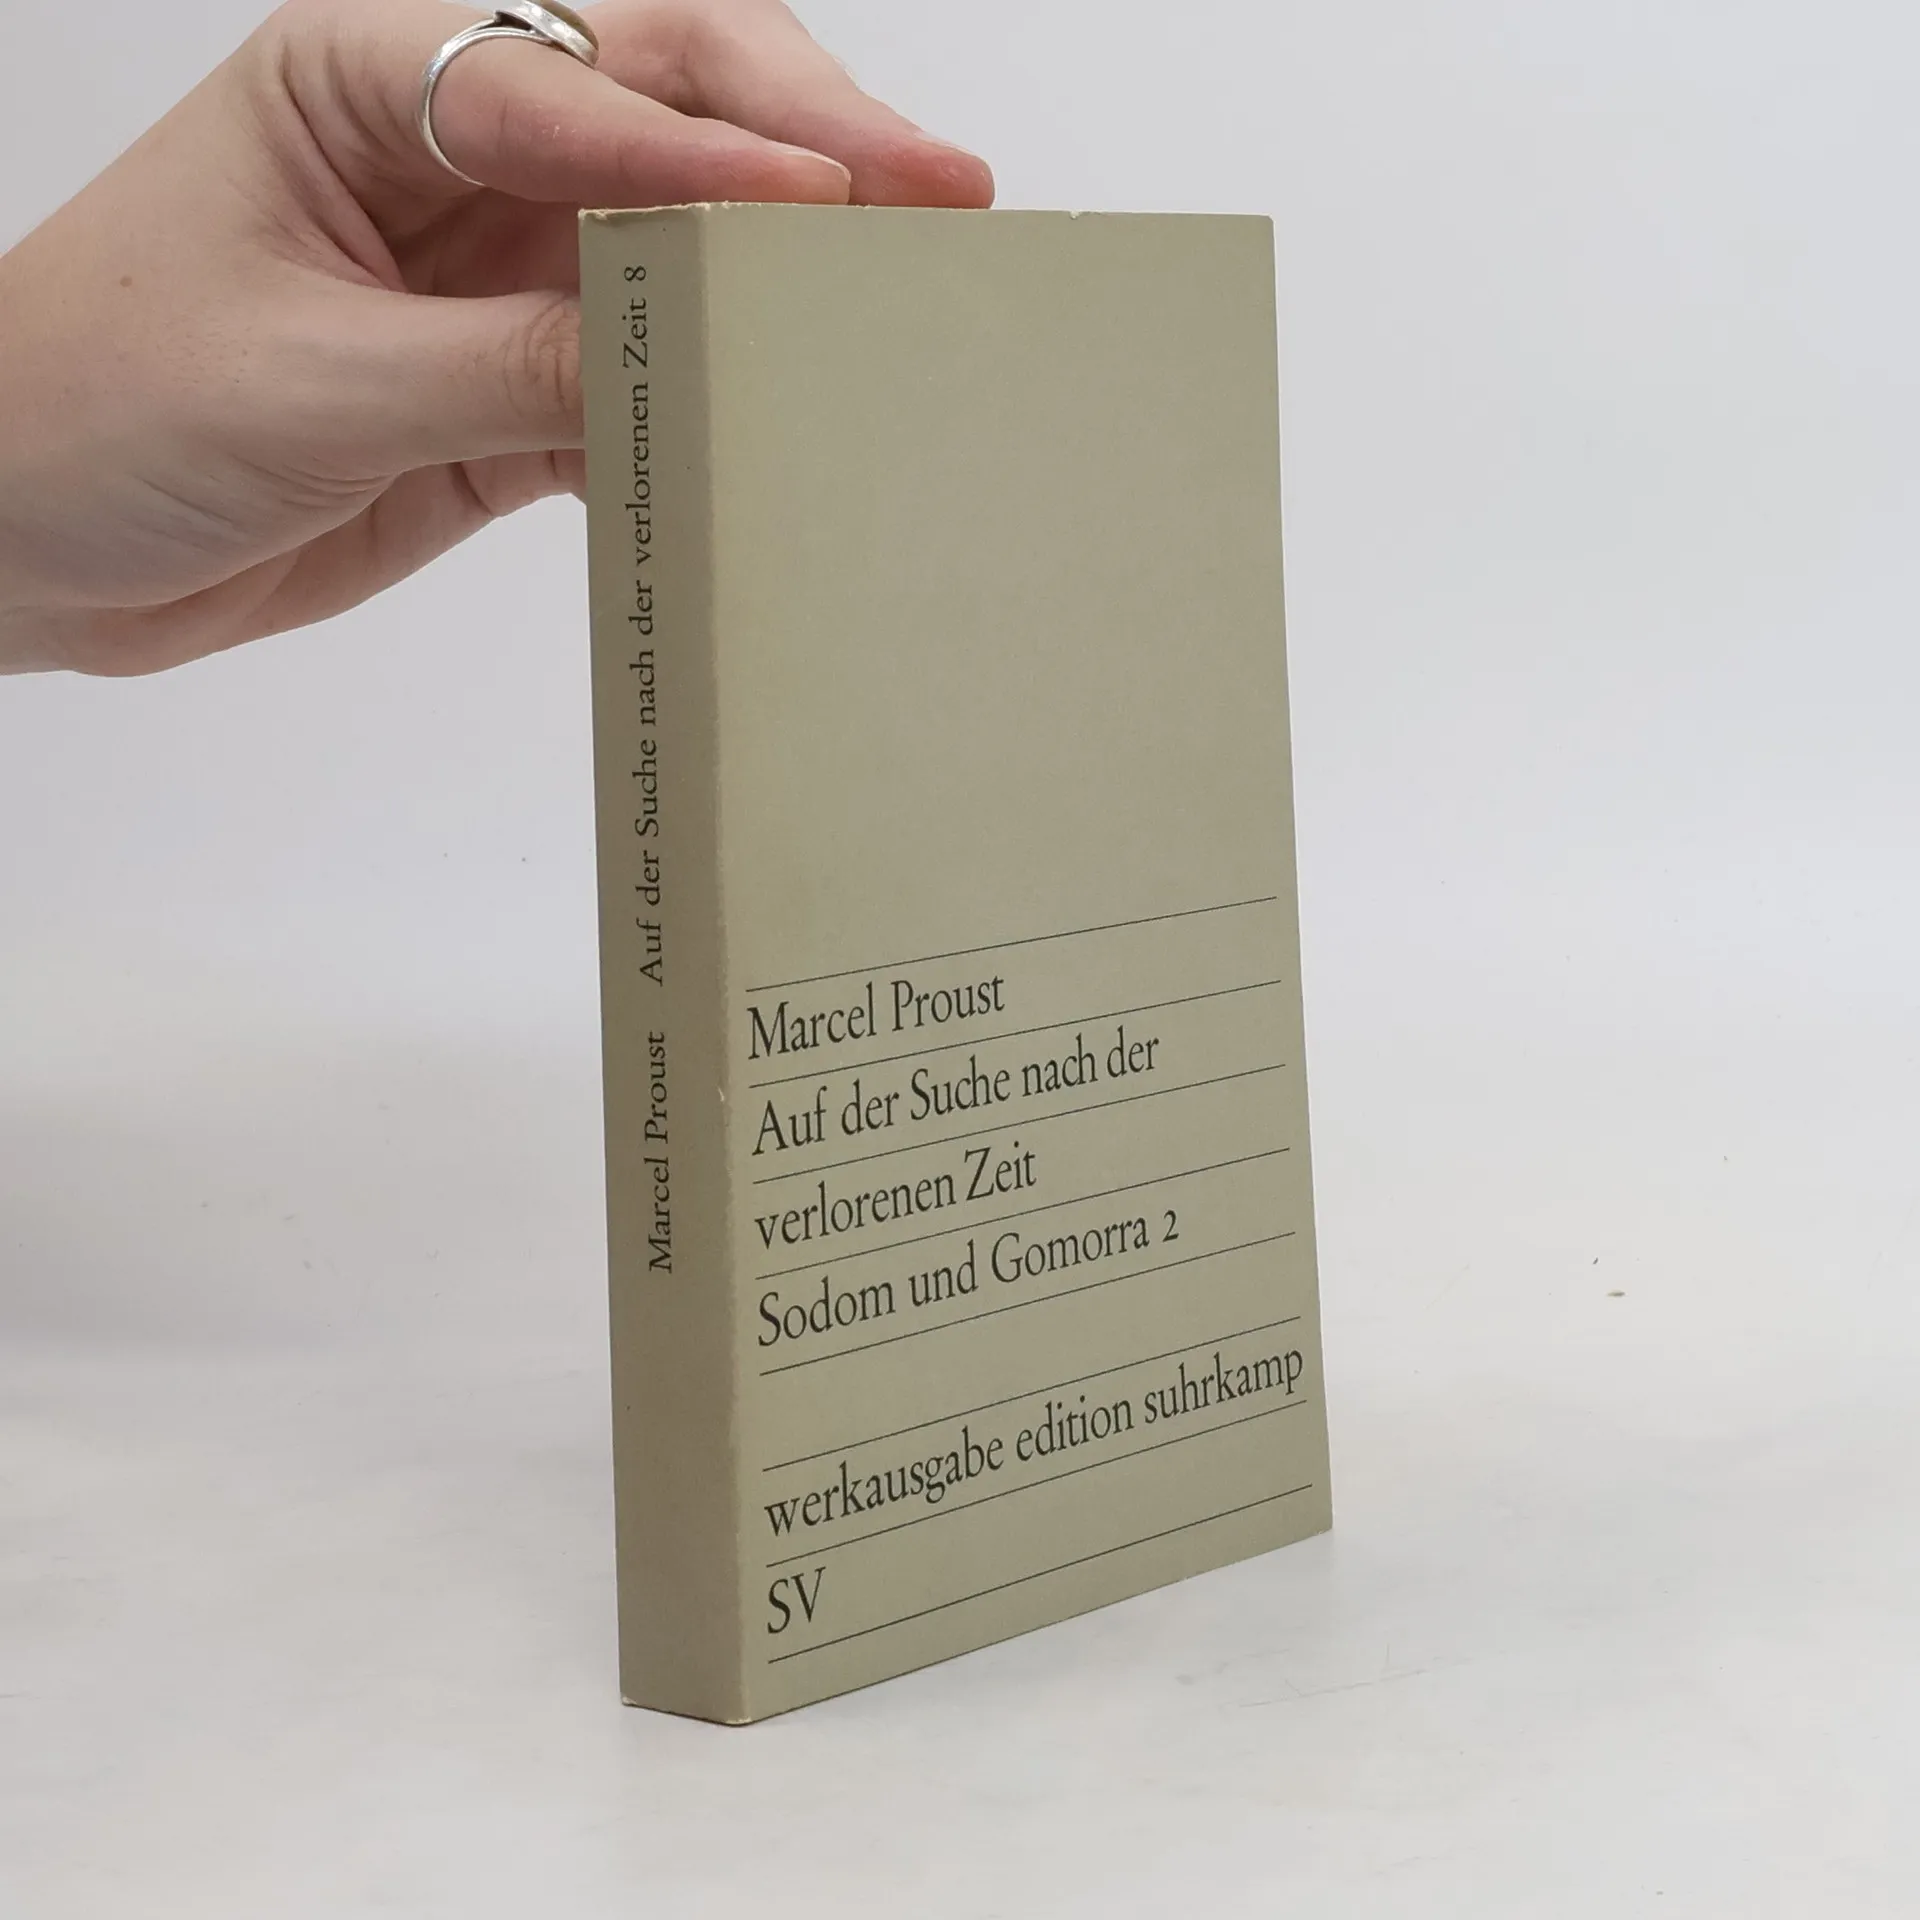 Marcel Proust Auf der Suche nach der verlorenen Zeit 8
Marcel Proust
Auf der Suche nach der
verlorenen Zeit
Sodom und Gomorra 2
werkausgabe edition suhrkamp
SV